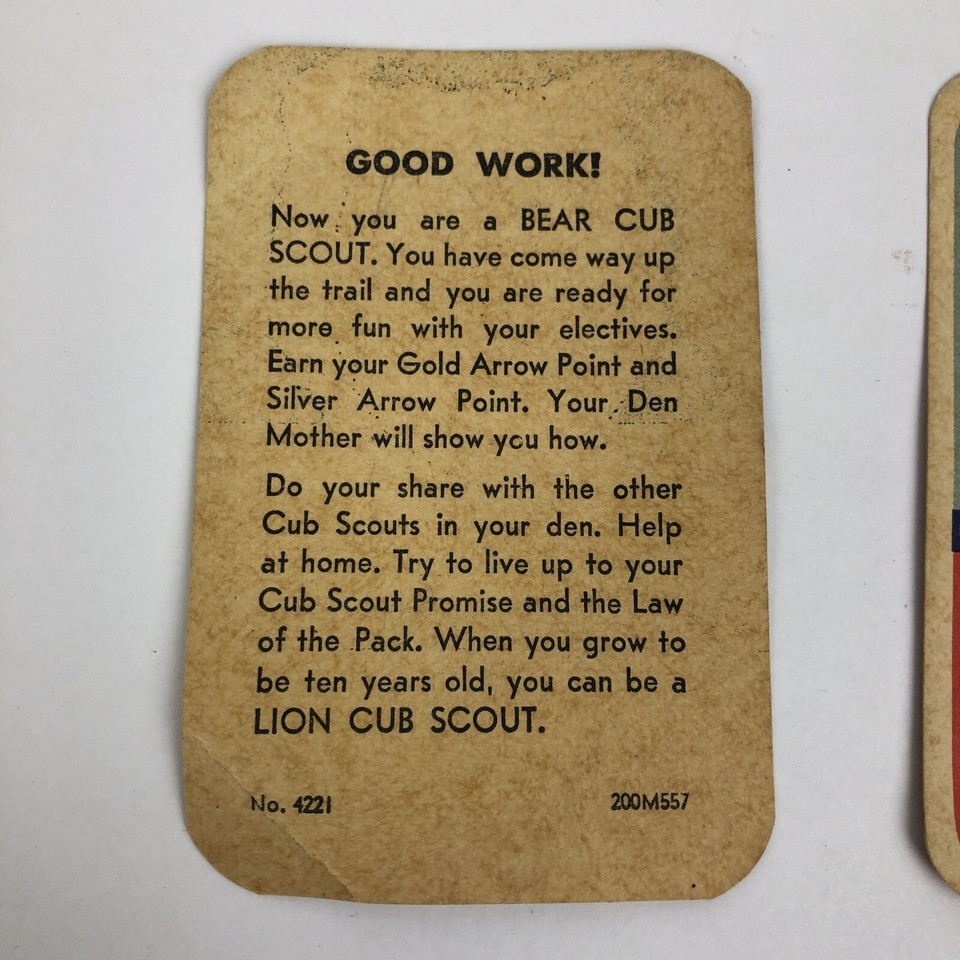 GOOD WORK!
Now you are a BEAR CUB
SCOUT. You have come way up
the trail and you are ready for
more fun with your electives.
Earn your Gold Arrow Point and
Silver Arrow Point. Your Den
Mother will show you how.
Do your share with the other
Cub Scouts in your den. Help
at home. Try to live up to your
Cub Scout Promise and the Law
of the Pack. When you grow to
be ten years old, you can be a
LION CUB SCOUT.
No. 4221
200M557